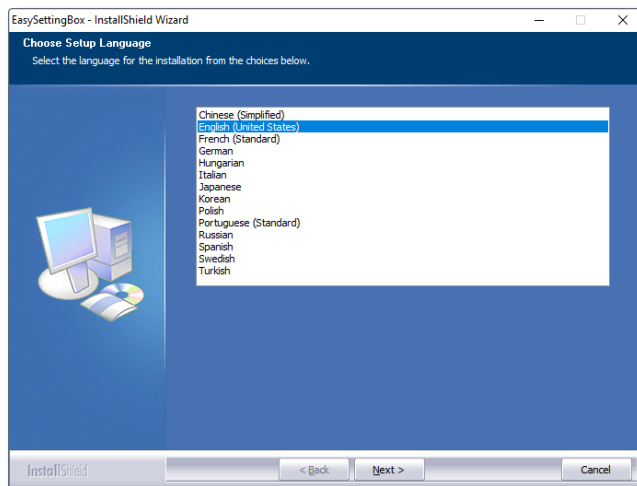 EasySettingBox - InstallShield Wizard
Choose Setup Language
Select the language for the installation from the choices below.
Chinese (Simplified)
English (United States)
French (Standard)
German
Hungarian
Italian
Japanese
Korean
Polish
Portuguese (Standard)
Russian
Spanish
Swedish
Turkish
InstallShield
< Back
Next >
Cancel